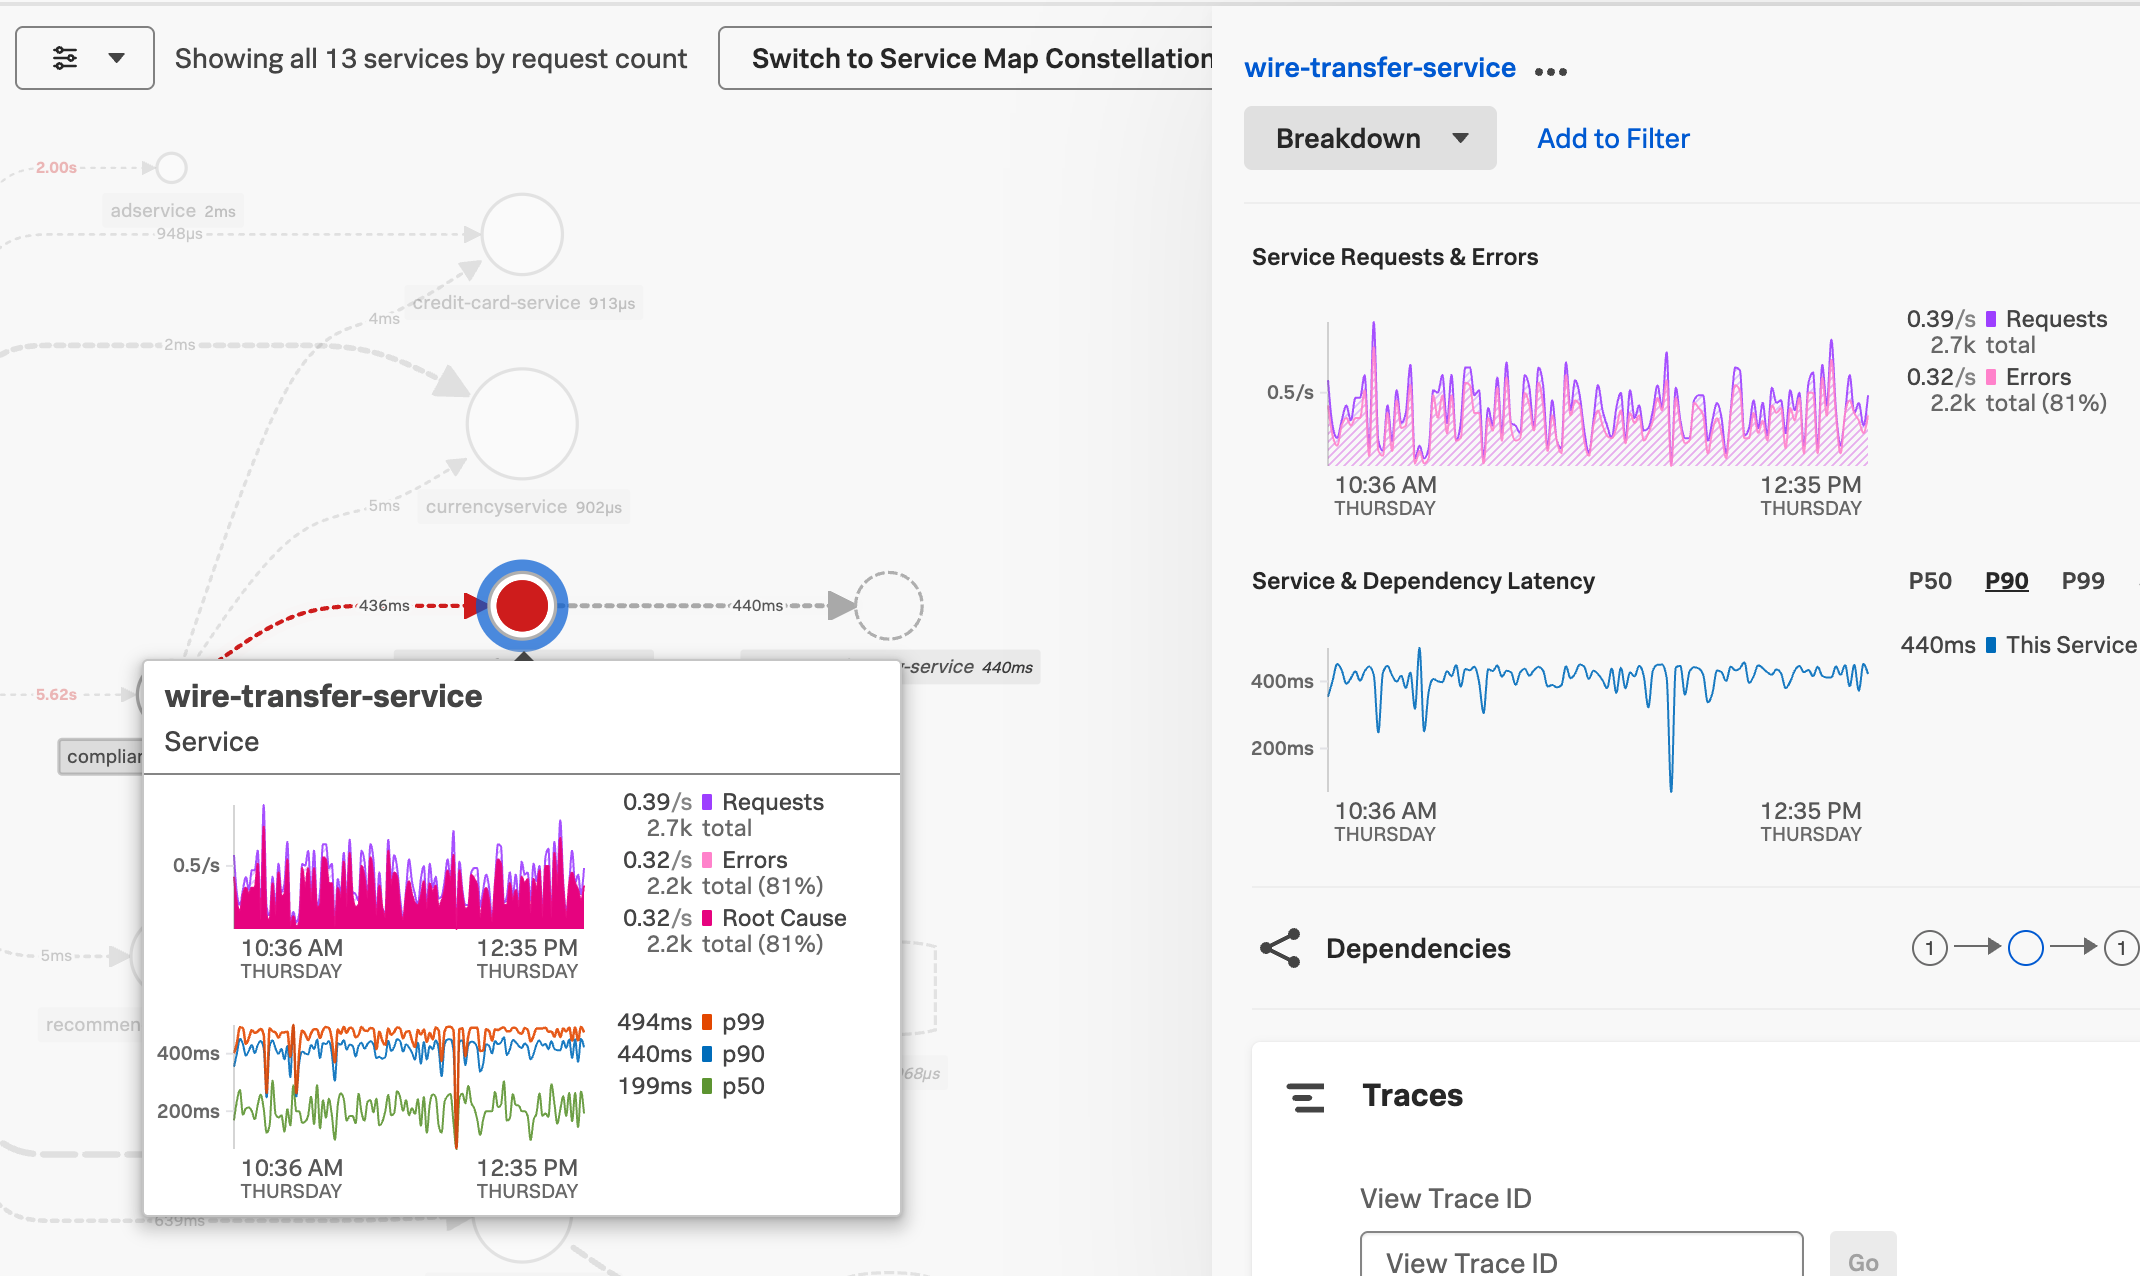 Showing all 13 services by request count
Switch to Service Map Constellation
2.00s
adservice 2ms
948µs
credit-card-service 913µs
4ms
2ms
5ms
currencyservice 902µs
436ms
440ms
-service 440ms
5.62s
wire-transfer-service
Service
0.5/s
10:36 AM
THURSDAY
12:35 PM
THURSDAY
0.39/s Requests
2.7k total
0.32/s Errors
2.2k total (81%)
0.32/s Root Cause
2.2k total (81%)
400ms
200ms
10:36 AM
THURSDAY
12:35 PM
THURSDAY
494ms p99
440ms p90
199ms p50
5ms
68µs
639ms
wire-transfer-service
Breakdown
Add to Filter
Service Requests & Errors
0.5/s
10:36 AM
THURSDAY
12:35 PM
THURSDAY
0.39/s Requests
2.7k total
0.32/s Errors
2.2k total (81%)
Service & Dependency Latency
P50 P90 P99
400ms
200ms
10:36 AM
THURSDAY
12:35 PM
THURSDAY
440ms This Service
Dependencies
1
1
Traces
View Trace ID
View Trace ID
Go